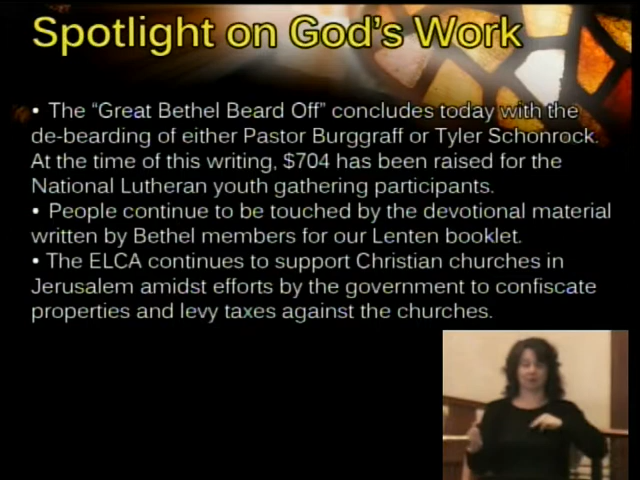 Spotlight on God's Work
• The “Great Bethel Beard Off” concludes today with the
de-bearding of either Pastor Burggraff or Tyler Schonrock.
At the time of this writing, $704 has been raised for the
National Lutheran youth gathering participants.
• People continue to be touched by the devotional material
written by Bethel members for our Lenten booklet.
• The ELCA continues to support Christian churches in
Jerusalem amidst efforts by the government to confiscate
properties and levy taxes against the churches.